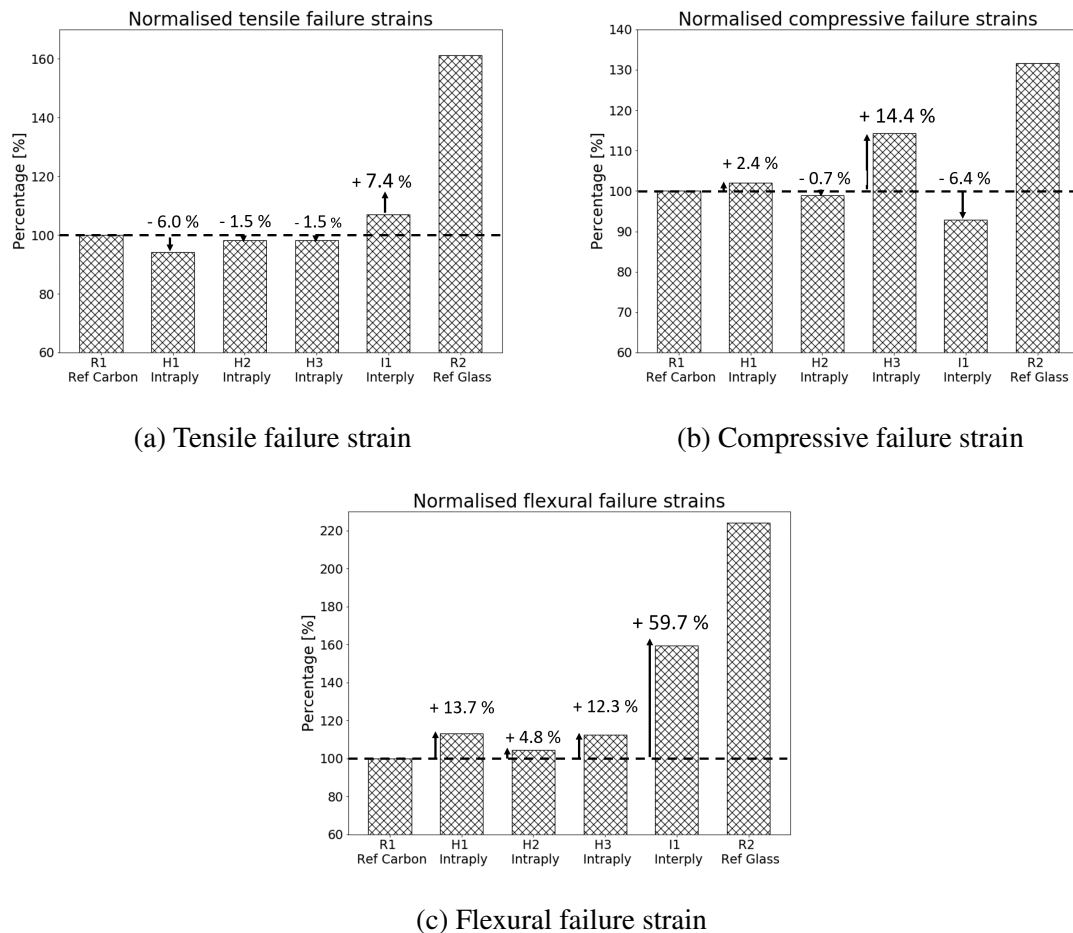 Normalised tensile failure strains
Percentage [%]
160
140
120
100
80
60
- 6.0 %
- 1.5 %
- 1.5 %
+ 7.4 %
R1 H1 H2 H3 I1 R2
Ref Carbon Intraply Intraply Intraply Interply Ref Glass
(a) Tensile failure strain
Normalised compressive failure strains
Percentage [%]
140
130
120
110
100
90
80
70
60
+ 2.4 %
- 0.7 %
+ 14.4 %
- 6.4 %
R1 H1 H2 H3 I1 R2
Ref Carbon Intraply Intraply Intraply Interply Ref Glass
(b) Compressive failure strain
Normalised flexural failure strains
Percentage [%]
220
200
180
160
140
120
100
80
60
+ 13.7 %
+ 4.8 %
+ 12.3 %
+ 59.7 %
R1 H1 H2 H3 I1 R2
Ref Carbon Intraply Intraply Intraply Interply Ref Glass
(c) Flexural failure strain